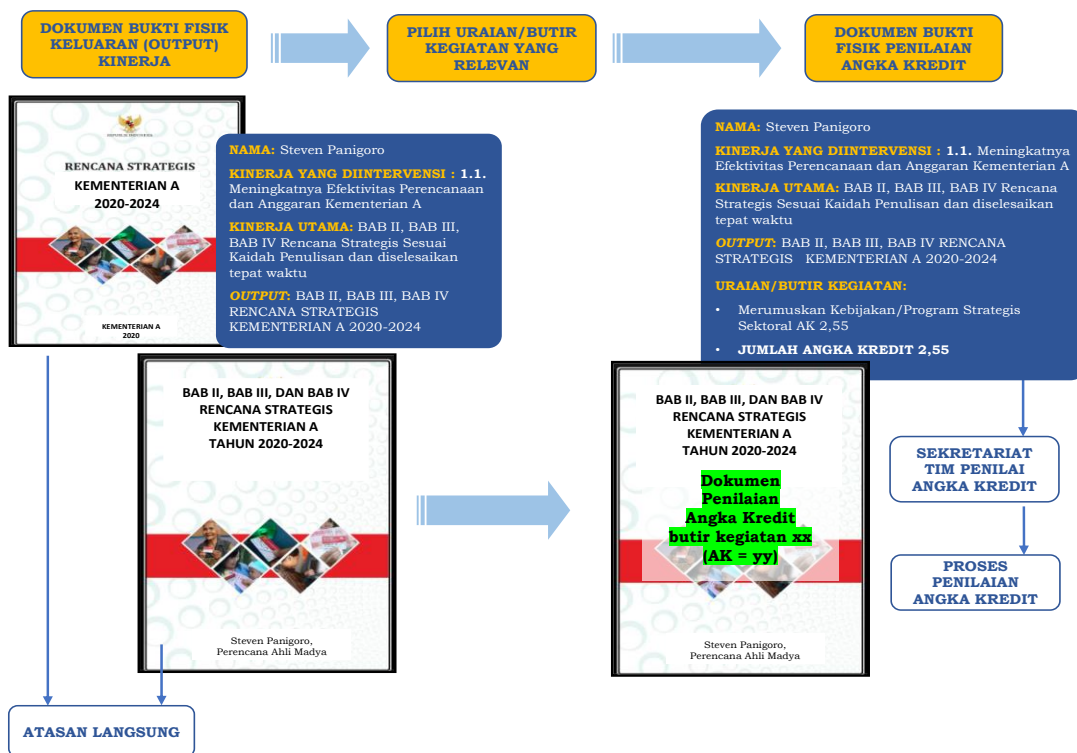 DOKUMEN BUKTI FISIK
KELUARAN (OUTPUT)
KINERJA
PILIH URAIAN/BUTIR
KEGIATAN YANG
RELEVAN
DOKUMEN BUKTI
FISIK PENILAIAN
ANGKA KREDIT
RENCANA STRATEGIS
KEMENTERIAN A
2020-2024
KEMENTERIAN A
2020
NAMA: Steven Panigoro
KINERJA YANG DIINTERVENSI : 1.1.
Meningkatnya Efektivitas Perencanaan
dan Anggaran Kementerian A
KINERJA UTAMA: BAB II, BAB III,
BAB IV Rencana Strategis Sesuai
Kaidah Penulisan dan diselesaikan
tepat waktu
OUTPUT: BAB II, BAB III, BAB IV
RENCANA STRATEGIS
KEMENTERIAN A 2020-2024
NAMA: Steven Panigoro
KINERJA YANG DIINTERVENSI : 1.1. Meningkatnya
Efektivitas Perencanaan dan Anggaran Kementerian A
KINERJA UTAMA: BAB II, BAB III, BAB IV Rencana
Strategis Sesuai Kaidah Penulisan dan diselesaikan
tepat waktu
OUTPUT: BAB II, BAB III, BAB IV RENCANA
STRATEGIS KEMENTERIAN A 2020-2024
URAIAN/BUTIR KEGIATAN:
• Merumuskan Kebijakan/Program Strategis
Sektoral AK 2,55
• JUMLAH ANGKA KREDIT 2,55
BAB II, BAB III, DAN BAB IV
RENCANA STRATEGIS
KEMENTERIAN A
TAHUN 2020-2024
Steven Panigoro,
Perencana Ahli Madya
BAB II, BAB III, DAN BAB IV
RENCANA STRATEGIS
KEMENTERIAN A
TAHUN 2020-2024
Dokumen
Penilaian
Angka Kredit
butir kegiatan xx
(AK = yy)
Steven Panigoro,
Perencana Ahli Madya
SEKRETARIAT
TIM PENILAI
ANGKA KREDIT
PROSES
PENILAIAN
ANGKA KREDIT
ATASAN LANGSUNG